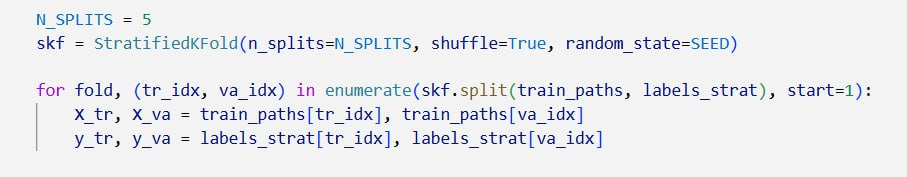 N_SPLITS = 5
skf = StratifiedKFold(n_splits=N_SPLITS, shuffle=True, random_state=SEED)
for fold, (tr_idx, va_idx) in enumerate(skf.split(train_paths, labels_strat), start=1):
    X_tr, X_va = train_paths[tr_idx], train_paths[va_idx]
    y_tr, y_va = labels_strat[tr_idx], labels_strat[va_idx]